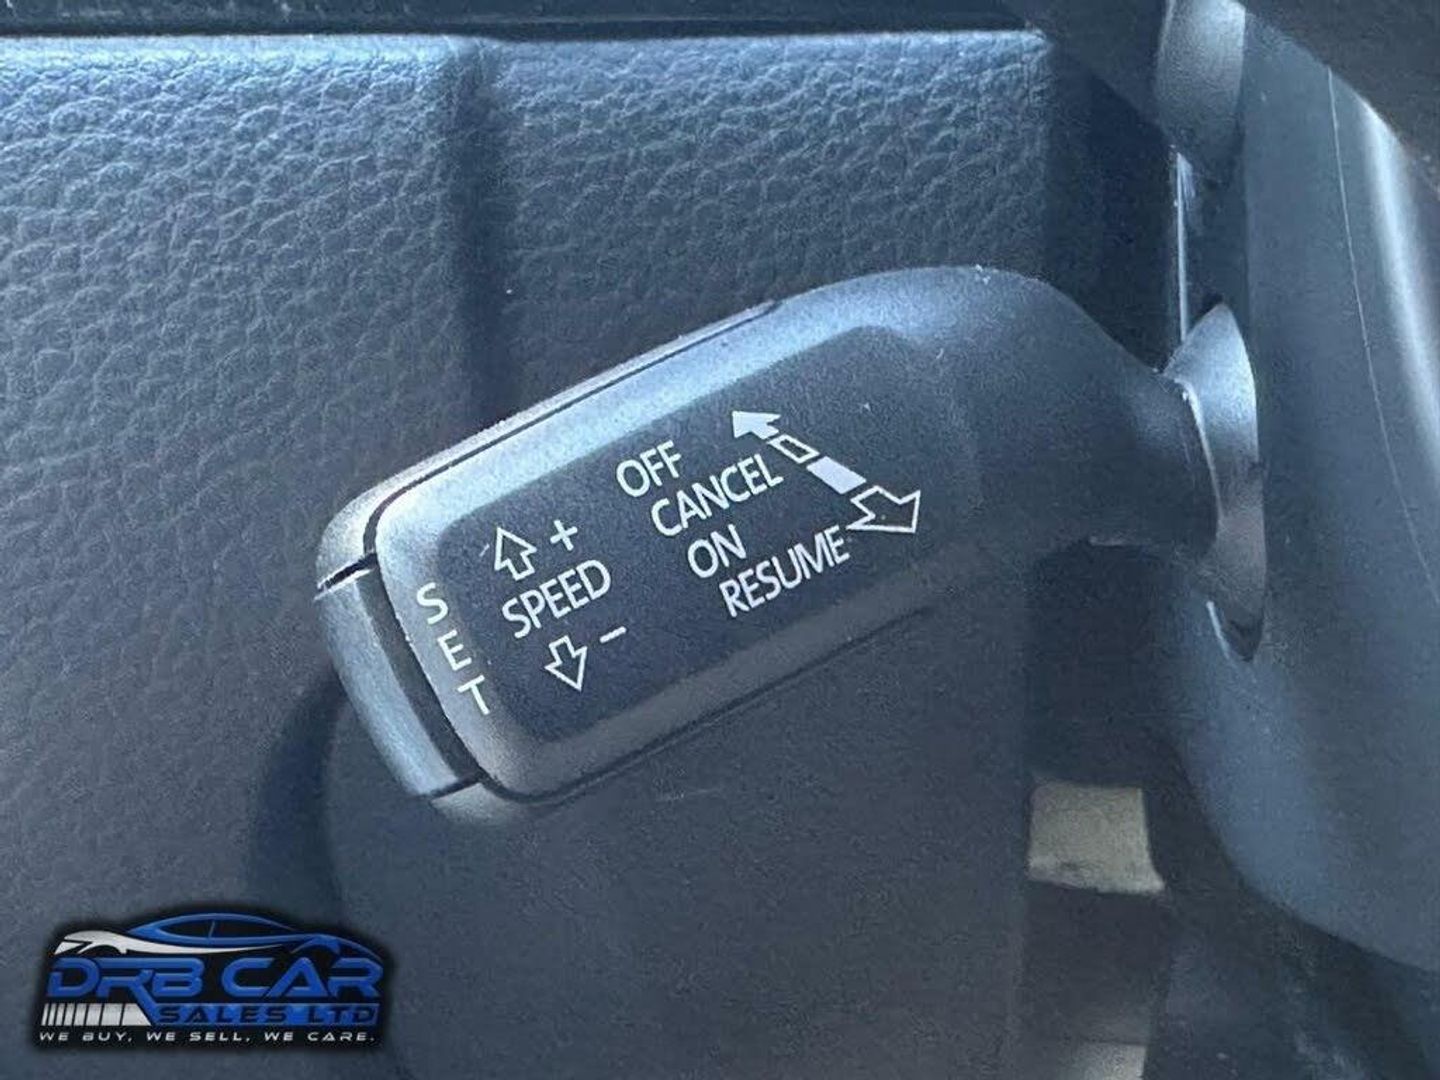 OFF
CANCEL
ON
RESUME
+
SPEED
-
SET
DRB CAR
SALES LTD
WE BUY, WE SELL, WE CARE.